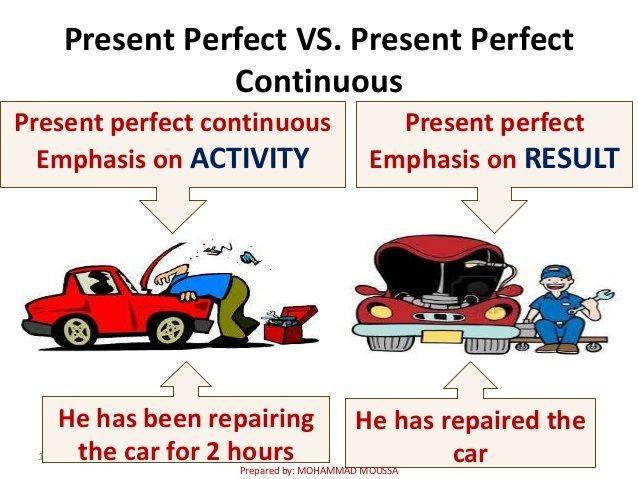 Present Perfect VS. Present Perfect
Continuous
Present perfect continuous
Emphasis on ACTIVITY
Present perfect
Emphasis on RESULT
He has been repairing
the car for 2 hours
He has repaired the
car
Prepared by: MOHAMMAD MOUSSA